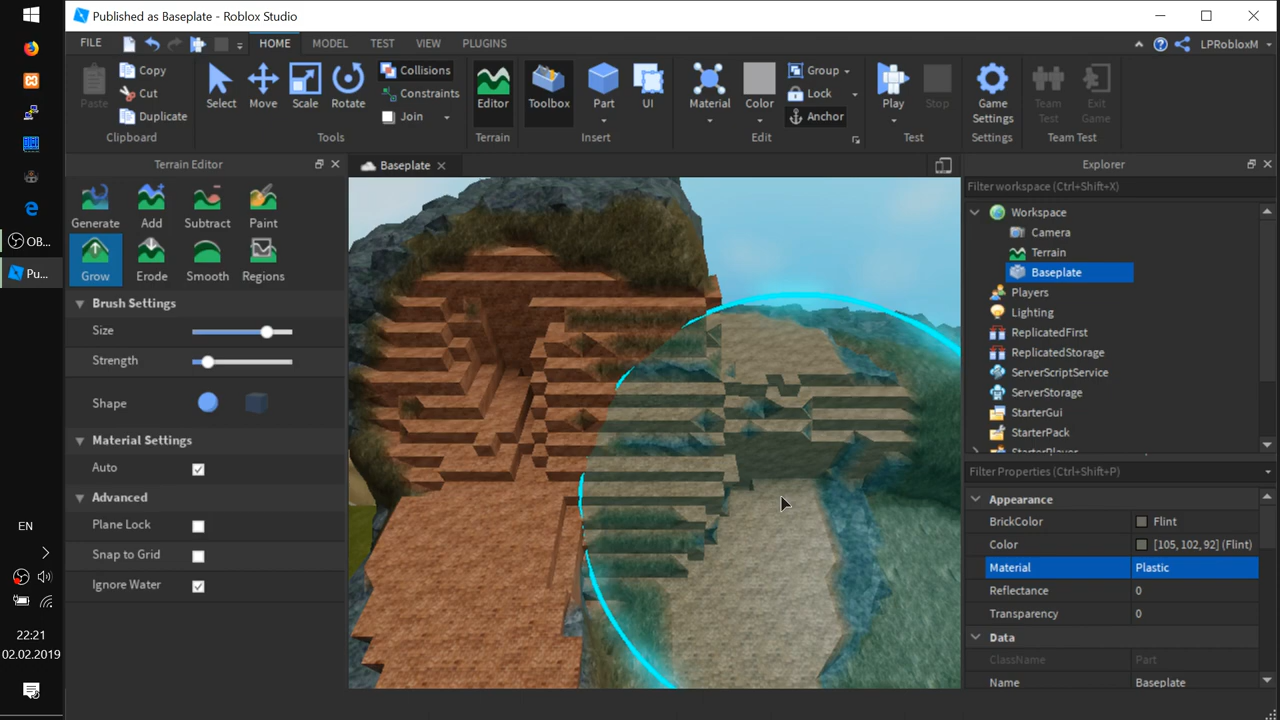 Published as Baseplate - Roblox Studio
FILE
HOME
MODEL
TEST
VIEW
PLUGINS
LPRobloxM
Paste
Copy
Cut
Duplicate
Clipboard
Select
Move
Scale
Rotate
Collisions
Constraints
Join
Tools
Editor
Terrain
Toolbox
Part
UI
Insert
Material
Color
Group
Lock
Anchor
Edit
Play
Stop
Test
Game
Settings
Settings
Team
Test
Exit
Game
Team Test
Terrain Editor
Generate
Add
Subtract
Paint
Grow
Erode
Smooth
Regions
Brush Settings
Size
Strength
Shape
Material Settings
Auto
Advanced
Plane Lock
Snap to Grid
Ignore Water
Baseplate
Explorer
Filter workspace (Ctrl+Shift+X)
Workspace
Camera
Terrain
Baseplate
Players
Lighting
ReplicatedFirst
ReplicatedStorage
ServerScriptService
ServerStorage
StarterGui
StarterPack
StarterPlayer
Filter Properties (Ctrl+Shift+P)
Appearance
BrickColor Flint
Color [105, 102, 92] (Flint)
Material Plastic
Reflectance 0
Transparency 0
Data
ClassName Part
Name Baseplate
OB...
Pu...
EN
22:21
02.02.2019